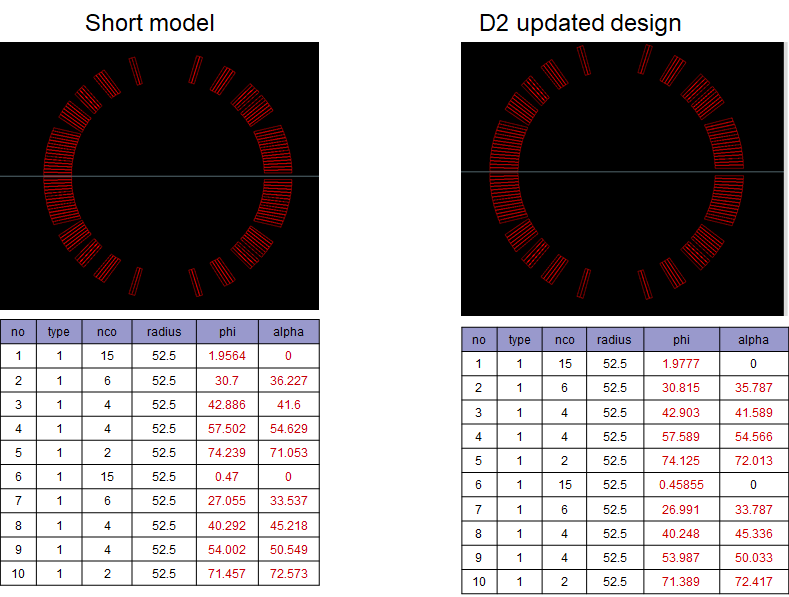 Short model
D2 updated design
no type nco radius phi alpha
1 1 15 52.5 1.9564 0
2 1 6 52.5 30.7 36.227
3 1 4 52.5 42.886 41.6
4 1 4 52.5 57.502 54.629
5 1 2 52.5 74.239 71.053
6 1 15 52.5 0.47 0
7 1 6 52.5 27.055 33.537
8 1 4 52.5 40.292 45.218
9 1 4 52.5 54.002 50.549
10 1 2 52.5 71.457 72.573
no type nco radius phi alpha
1 1 15 52.5 1.9777 0
2 1 6 52.5 30.815 35.787
3 1 4 52.5 42.903 41.589
4 1 4 52.5 57.589 54.566
5 1 2 52.5 74.125 72.013
6 1 15 52.5 0.45855 0
7 1 6 52.5 26.991 33.787
8 1 4 52.5 40.248 45.336
9 1 4 52.5 53.987 50.033
10 1 2 52.5 71.389 72.417